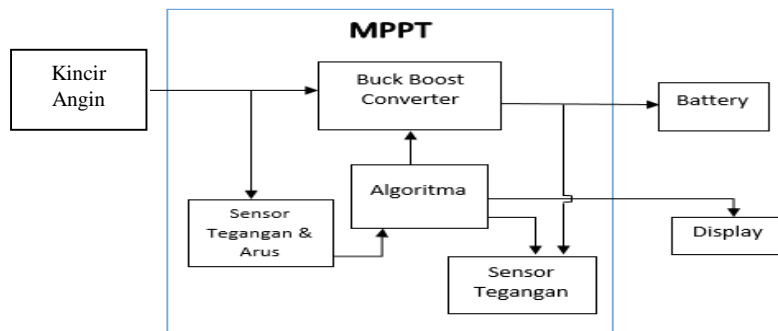 MPPT
Kincir
Angin
Buck Boost
Converter
Battery
Algoritma
Sensor
Tegangan &
Arus
Display
Sensor
Tegangan